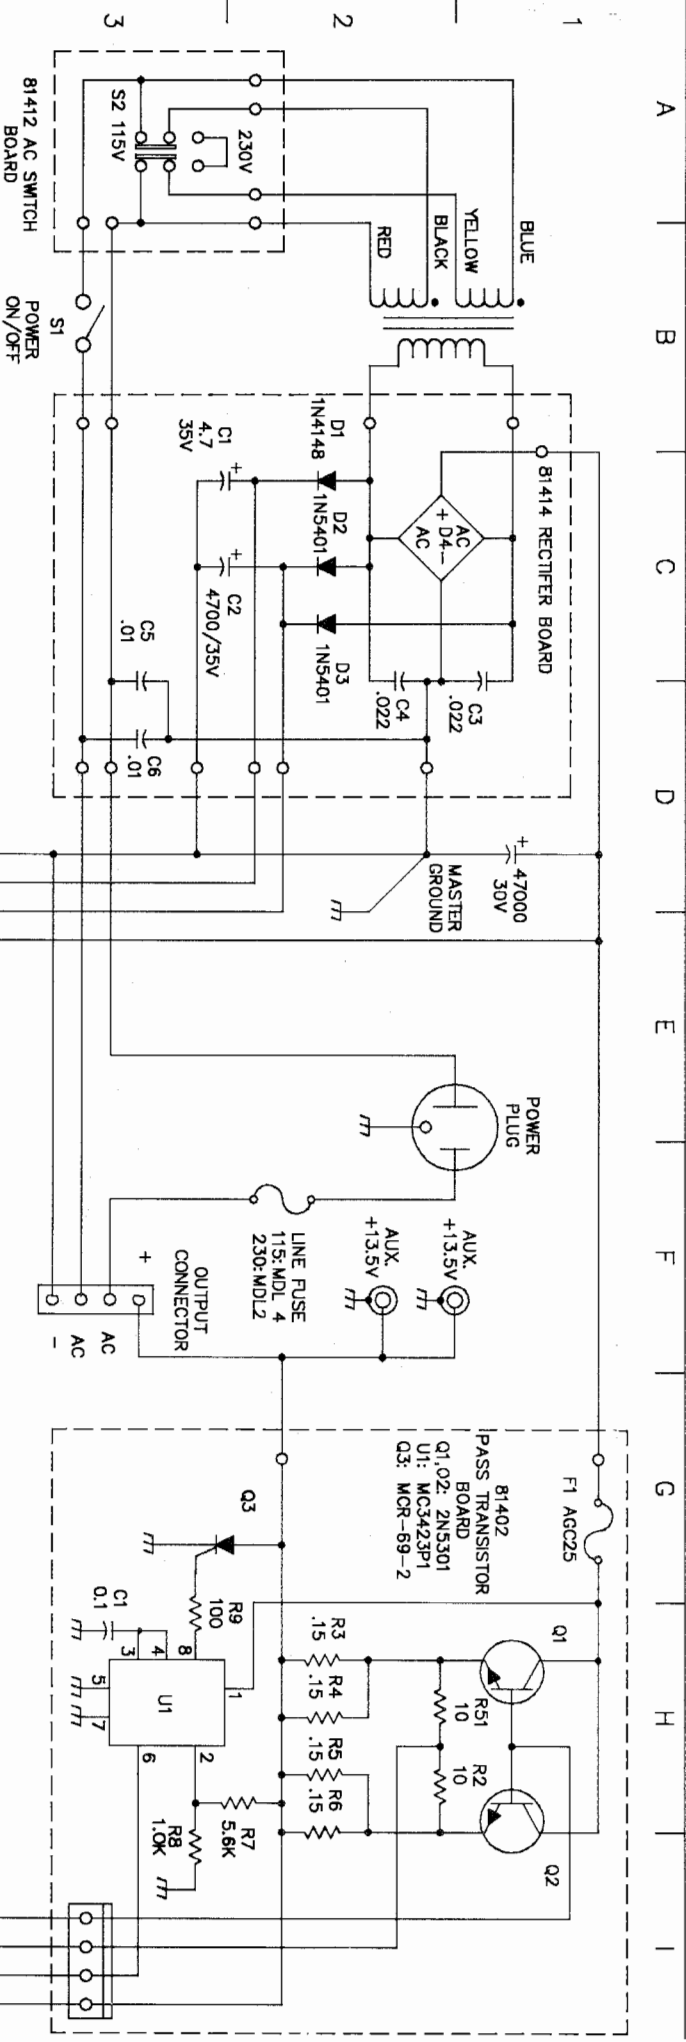 3
2
1
A
B
C
D
E
F
G
H
I
S2 115V
230V
81412 AC SWITCH
BOARD
BLUE
YELLOW
BLACK
RED
POWER
ON/OFF
S1
81414 RECTIFER BOARD
AC
+ D4 -
AC
D1
1N4148
D2
1N5401
D3
1N5401
C1
4.7
35V
+
C2
4700/35V
+
C3
.022
C4
.022
C5
.01
C6
.01
+
47000
30V
MASTER
GROUND
POWER
PLUG
LINE FUSE
115:MDL 4
230:MDL2
AUX.
+13.5V
AUX.
+13.5V
OUTPUT
CONNECTOR
+
AC
AC
-
81402
PASS TRANSISTOR
BOARD
Q1,Q2: 2N5301
U1: MC3423P1
Q3: MCR-69-2
F1 AGC25
Q3
R9
100
C1
0.1
3
4
8
1
5
7
U1
6
2
R3
.15
R4
.15
R5
.15
R6
.15
Q1
R51
10
R2
10
Q2
R7
5.6K
R8
1.0K